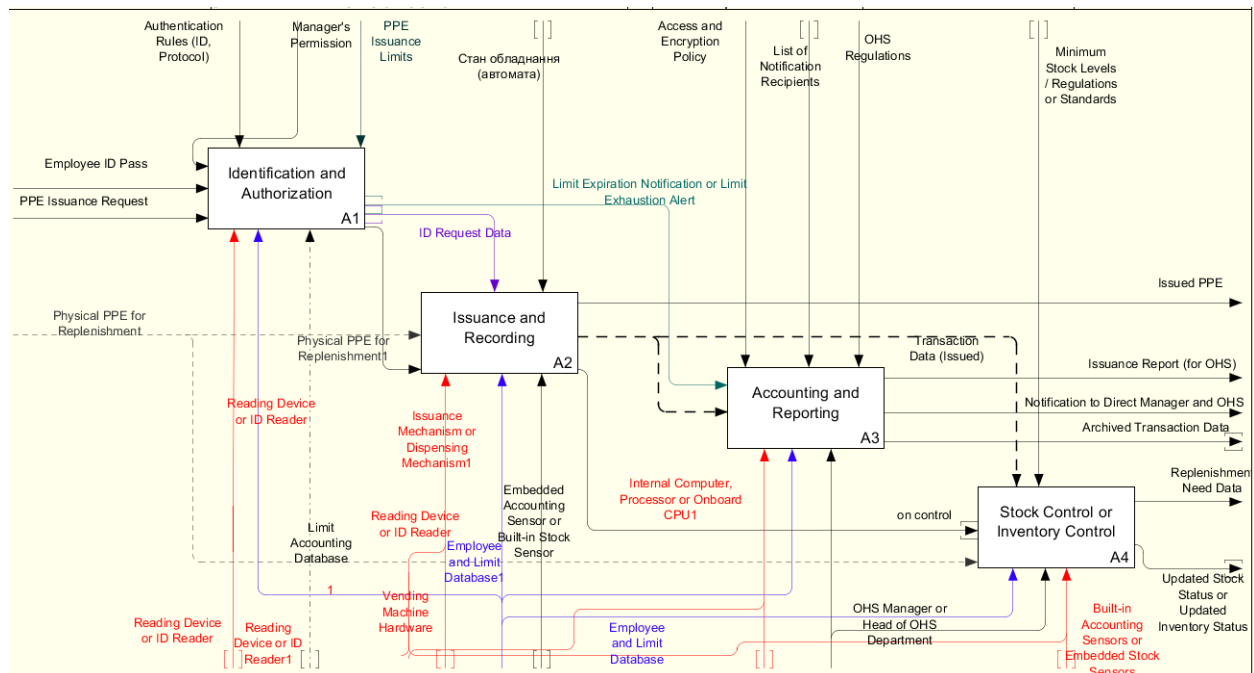 Authentication
Rules (ID,
Protocol)
Manager's
Permission
PPE
Issuance
Limits
Стан обладнання
(автомата)
Access and
Encryption
Policy
List of
Notification
Recipients
OHS
Regulations
Minimum
Stock Levels
/ Regulations
or Standards
Employee ID Pass
PPE Issuance Request
Identification and
Authorization
A1
Limit Expiration Notification or Limit
Exhaustion Alert
ID Request Data
Issued PPE
Physical PPE for
Replenishment
Physical PPE for
Replenishment1
Issuance and
Recording
A2
Transaction
Data (Issued)
Issuance Report (for OHS)
Accounting and
Reporting
A3
Notification to Direct Manager and OHS
Archived Transaction Data
Reading Device
or ID Reader
Issuance
Mechanism or
Dispensing
Mechanism1
Internal Computer,
Processor or Onboard
CPU1
Replenishment
Need Data
Embedded
Accounting
Sensor or
Built-in Stock
Sensor
Reading Device
or ID Reader
Limit
Accounting
Database
Employee
and Limit
Database1
on control
Stock Control or
Inventory Control
A4
Updated Stock
Status or
Updated
Inventory Status
1
Vending
Machine
Hardware
OHS Manager or
Head of OHS
Department
Reading Device
or ID Reader
Reading
Device or ID
Reader1
Employee
and Limit
Database
Built-in
Accounting
Sensors or
Embedded Stock
Sensors